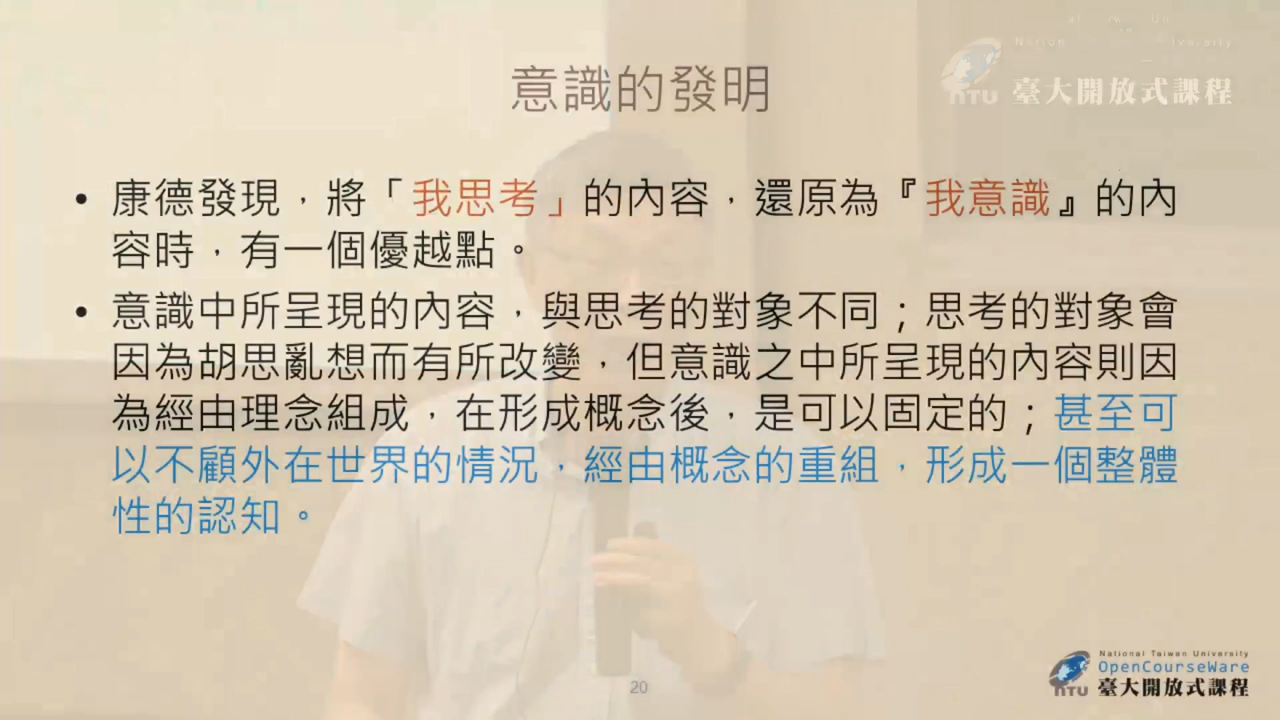 National Taiwan University
臺大開放式課程
NTU
意識的發明
• 康德發現，將「我思考」的內容，還原為『我意識』的內
容時，有一個優越點。
• 意識中所呈現的內容，與思考的對象不同；思考的對象會
因為胡思亂想而有所改變，但意識之中所呈現的內容則因
為經由理念組成，在形成概念後，是可以固定的；甚至可
以不顧外在世界的情況，經由概念的重組，形成一個整體
性的認知。
20
National Taiwan University
OpenCourseWare
NTU 臺大開放式課程